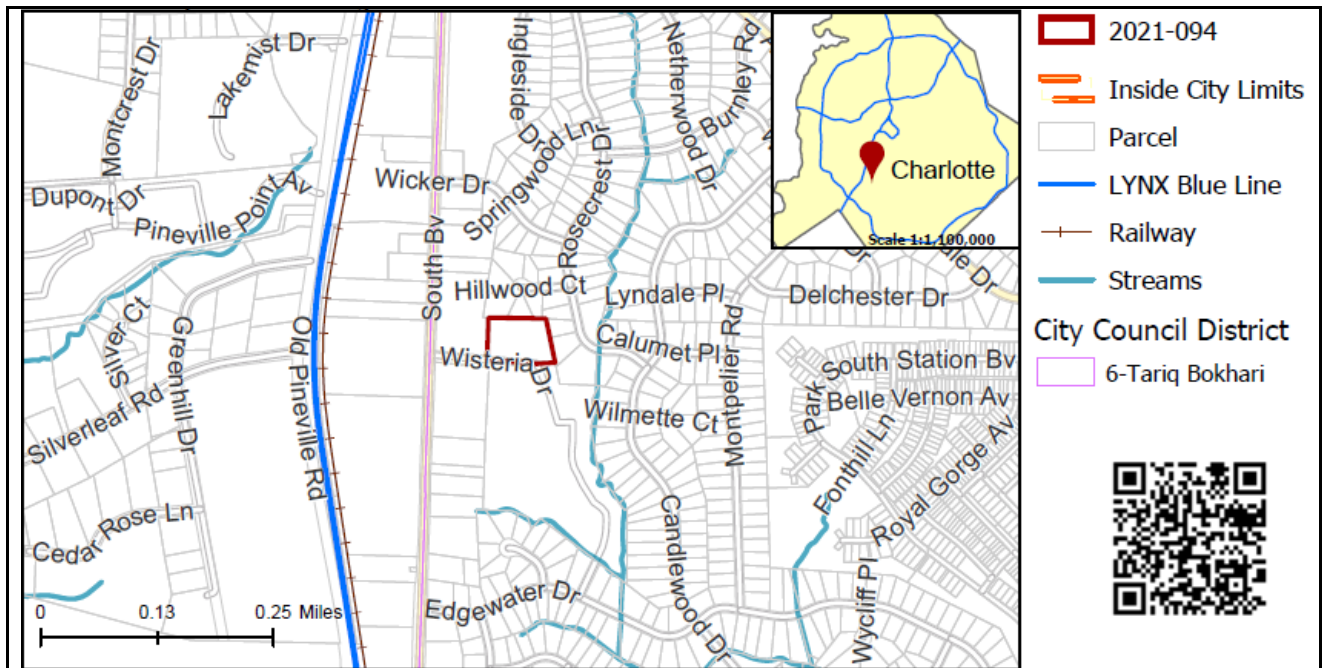 Montcrest Dr
Lakemist Dr
Ingleside Dr
Netherwood Dr
Burnley Rd
Charlotte
Scale 1:1,100,000
Dupont Dr
Pineville Point Av
Wicker Dr
Springwood Ln
Rosecrest Dr
South Bv
Hillwood Ct
Lyndale Pl
Dr
ale Dr
Delchester Dr
Silver Ct
Greenhill Dr
Old Pineville Rd
Wisteria Dr
Calumet Pl
Montpelier Rd
South Station Bv
Park
Belle Vernon Av
Silverleaf Rd
Wilmette Ct
Fonthill Ln
Royal Gorge Av
Cedar Rose Ln
Candlewood Dr
Edgewater Dr
Wycliff Pl
0 0.13 0.25 Miles
2021-094
Inside City Limits
Parcel
LYNX Blue Line
Railway
Streams
City Council District
6-Tariq Bokhari